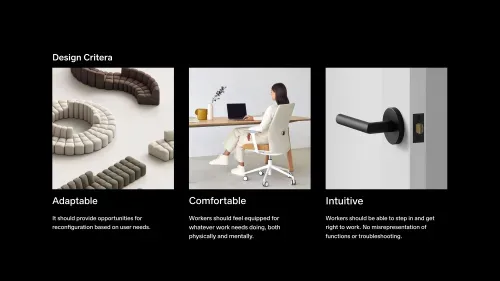 Design Critera
Adaptable
It should provide opportunities for
reconfiguration based on user needs.
Comfortable
Workers should feel equipped for
whatever work needs doing, both
physically and mentally.
Intuitive
Workers should be able to step in and get
right to work. No misrepresentation of
functions or troubleshooting.